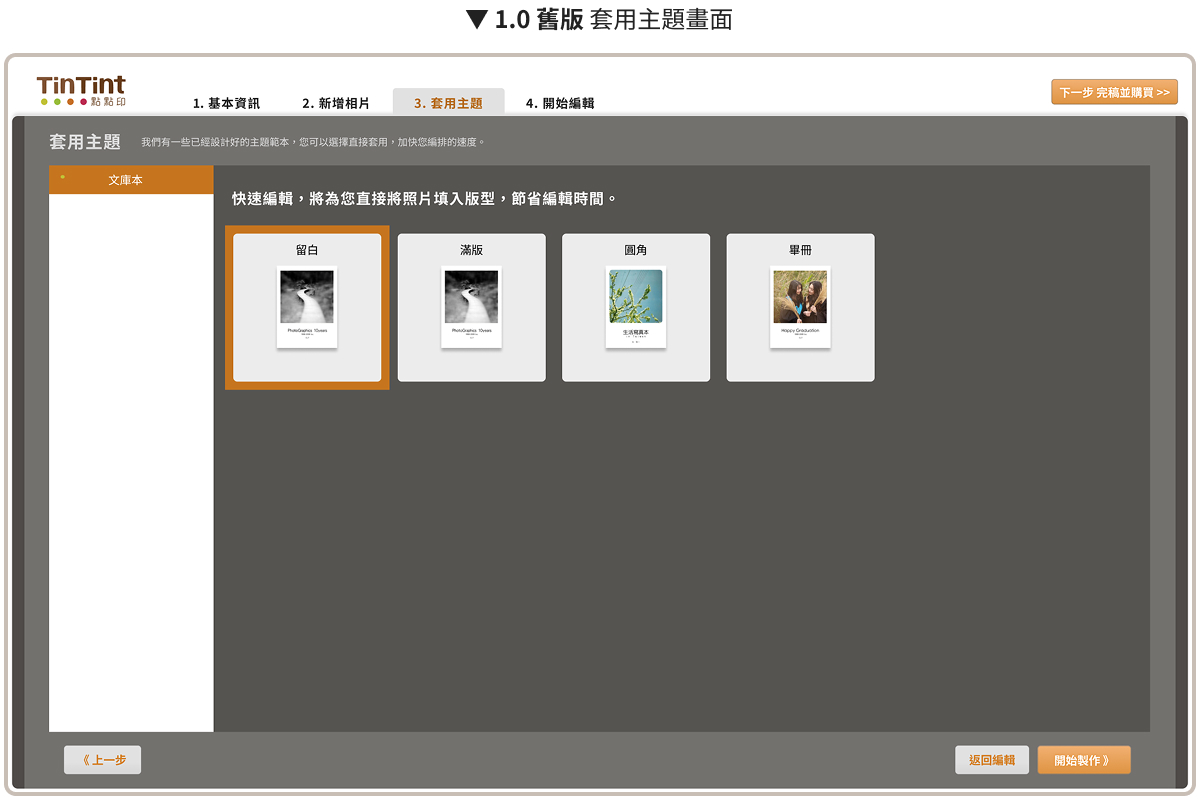 ▼ 1.0 舊版 套用主題畫面
TinTint
點點印
1. 基本資訊
2. 新增相片
3. 套用主題
4. 開始編輯
下一步 完稿並購買 >>
套用主題
我們有一些已經設計好的主題範本，您可以選擇直接套用，加快您編排的速度。
文庫本
快速編輯，將為您直接將照片填入版型，節省編輯時間。
留白
滿版
圓角
畢冊
PhotoGraphics 10years
PhotoGraphics 10years
生活寫真本
Happy Graduation
《 上一步
返回編輯
開始製作 》